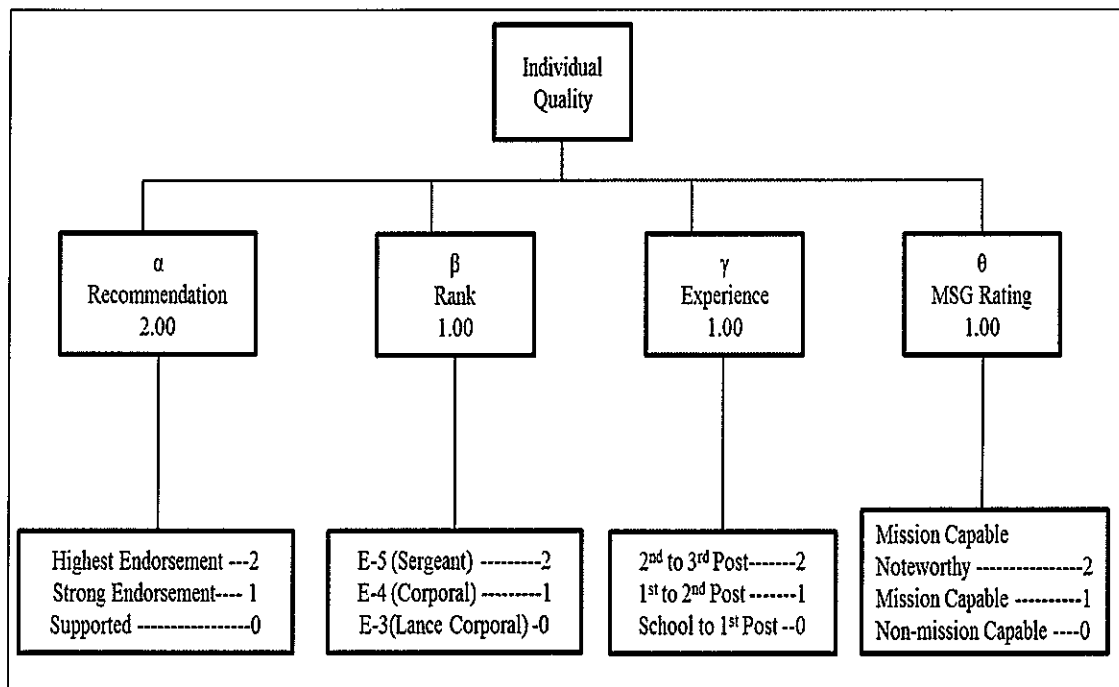 Individual
Quality
α
Recommendation
2.00
β
Rank
1.00
γ
Experience
1.00
θ
MSG Rating
1.00
Highest Endorsement ---2
Strong Endorsement---- 1
Supported -----------------0
E-5 (Sergeant) ---------2
E-4 (Corporal) ---------1
E-3(Lance Corporal) -0
2nd to 3rd Post------2
1st to 2nd Post -------1
School to 1st Post --0
Mission Capable
Noteworthy ----------------2
Mission Capable ----------1
Non-mission Capable ----0